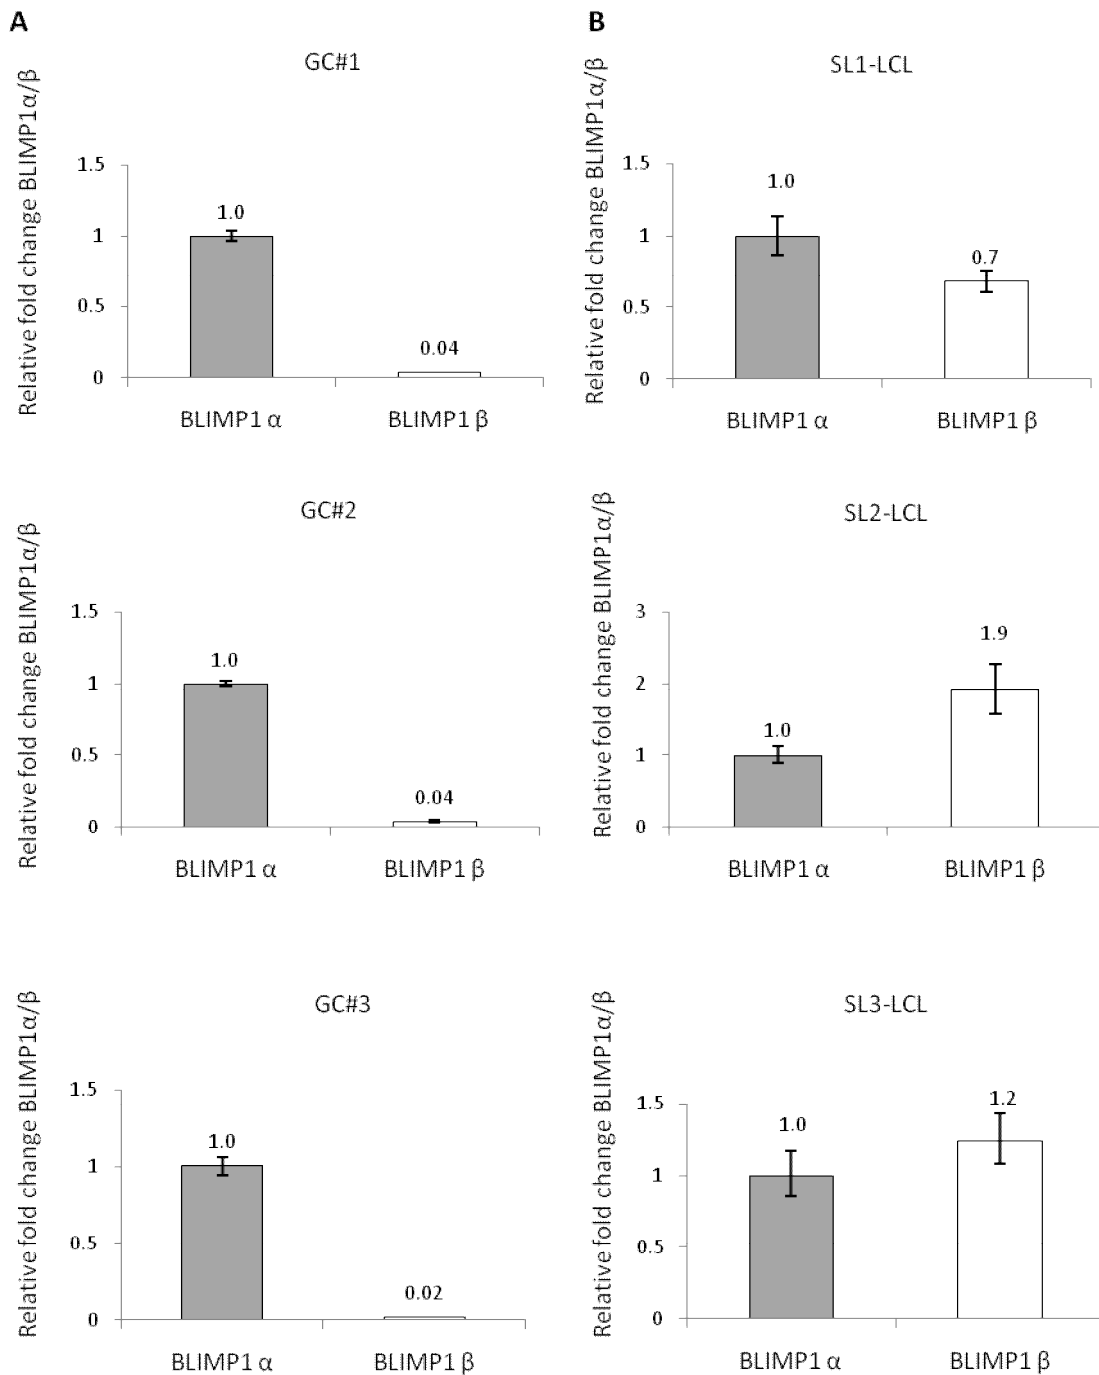 A
GC#1
Relative fold change BLIMP1α/β
1.5
1
0.5
0
1.0
0.04
BLIMP1 α
BLIMP1 β
GC#2
Relative fold change BLIMP1α/β
1.5
1
0.5
0
1.0
0.04
BLIMP1 α
BLIMP1 β
GC#3
Relative fold change BLIMP1α/β
1.5
1
0.5
0
1.0
0.02
BLIMP1 α
BLIMP1 β
B
SL1-LCL
Relative fold change BLIMP1α/β
1.5
1
0.5
0
1.0
0.7
BLIMP1 α
BLIMP1 β
SL2-LCL
Relative fold change BLIMP1α/β
3
2
1
0
1.0
1.9
BLIMP1 α
BLIMP1 β
SL3-LCL
Relative fold change BLIMP1α/β
1.5
1
0.5
0
1.0
1.2
BLIMP1 α
BLIMP1 β